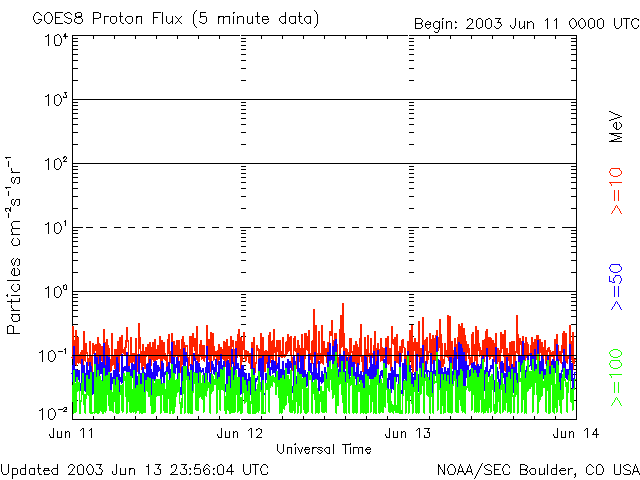 GOES8 Proton Flux (5 minute data)
Begin: 2003 Jun 11 0000 UTC
10⁴
10³
10²
10¹
10⁰
10⁻¹
10⁻²
Particles cm⁻²s⁻¹sr⁻¹
MeV
>=10
>=50
>=100
Jun 11
Jun 12
Jun 13
Jun 14
Universal Time
Updated 2003 Jun 13 23:56:04 UTC
NOAA/SEC Boulder, CO USA